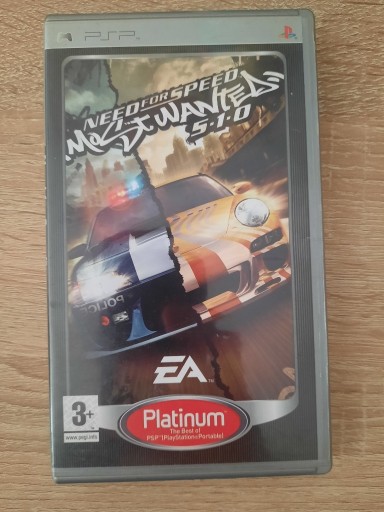 PSP
NEED FOR SPEED
MOST WANTED
5-1-0
POLICE
EA
3+
www.pegi.info
Platinum
The Best of
PSP™(PlayStation®Portable)